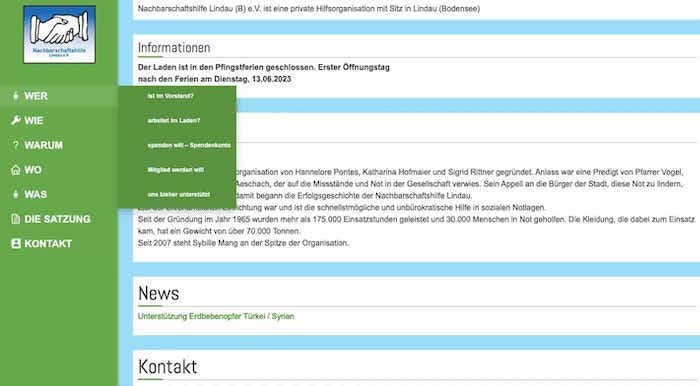 Nachbarschaftshilfe
Lindau e.V.
WER
WIE
WARUM
WO
WAS
DIE SATZUNG
KONTAKT
ist im Vorstand?
arbeitet im Laden?
spenden will – Spendenkonto
Mitglied werden will
uns bisher unterstützt
Nachbarschaftshilfe Lindau (B) e.V. ist eine private Hilfsorganisation mit Sitz in Lindau (Bodensee)
Informationen
Der Laden ist in den Pfingstferien geschlossen. Erster Öffnungstag
nach den Ferien am Dienstag, 13.06.2023
organisation von Hannelore Pontes, Katharina Hofmaier und Sigrid Rittner gegründet. Anlass war eine Predigt von Pfarrer Vogel,
Aeschach, der auf die Missstände und Not in der Gesellschaft verwies. Sein Appell an die Bürger der Stadt, diese Not zu lindern,
damit begann die Erfolgsgeschichte der Nachbarschaftshilfe Lindau.
Einrichtung war und ist die schnellstmögliche und unbürokratische Hilfe in sozialen Notlagen.
Seit der Gründung im Jahr 1965 wurden mehr als 175.000 Einsatzstunden geleistet und 30.000 Menschen in Not geholfen. Die Kleidung, die dabei zum Einsatz
kam, hat ein Gewicht von über 70.000 Tonnen.
Seit 2007 steht Sybille Mang an der Spitze der Organisation.
News
Unterstützung Erdbebenopfer Türkei / Syrien
Kontakt